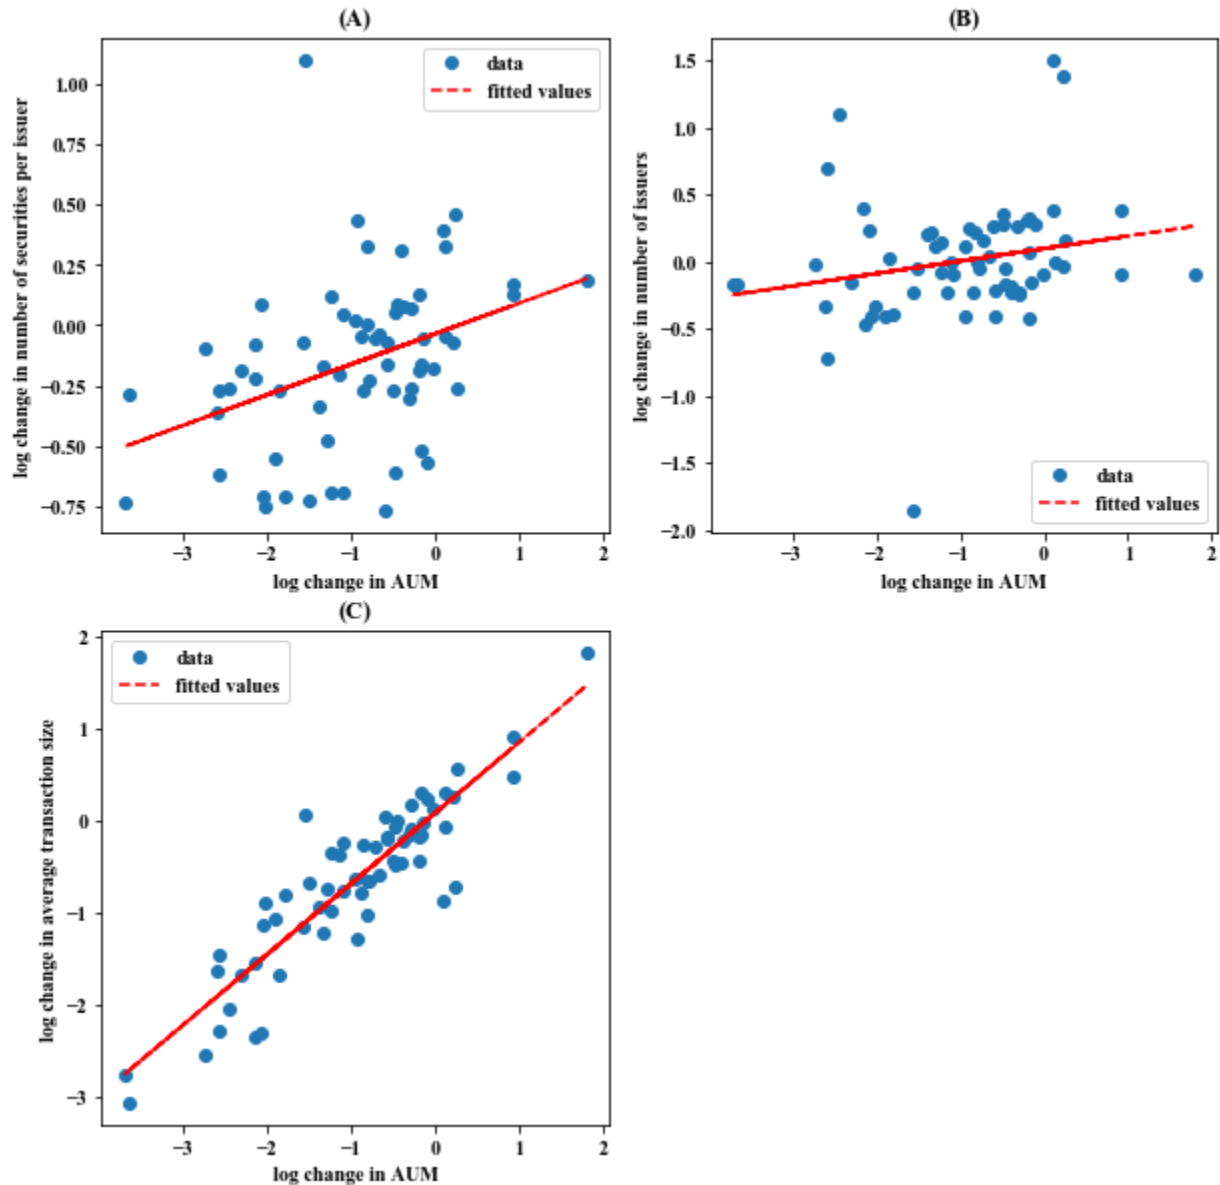 (A)
log change in number of securities per issuer
1.00
0.75
0.50
0.25
0.00
−0.25
−0.50
−0.75
data
fitted values
−3 −2 −1 0 1 2
log change in AUM
(B)
log change in number of issuers
1.5
1.0
0.5
0.0
−0.5
−1.0
−1.5
−2.0
data
fitted values
−3 −2 −1 0 1 2
log change in AUM
(C)
log change in average transaction size
2
1
0
−1
−2
−3
data
fitted values
−3 −2 −1 0 1 2
log change in AUM